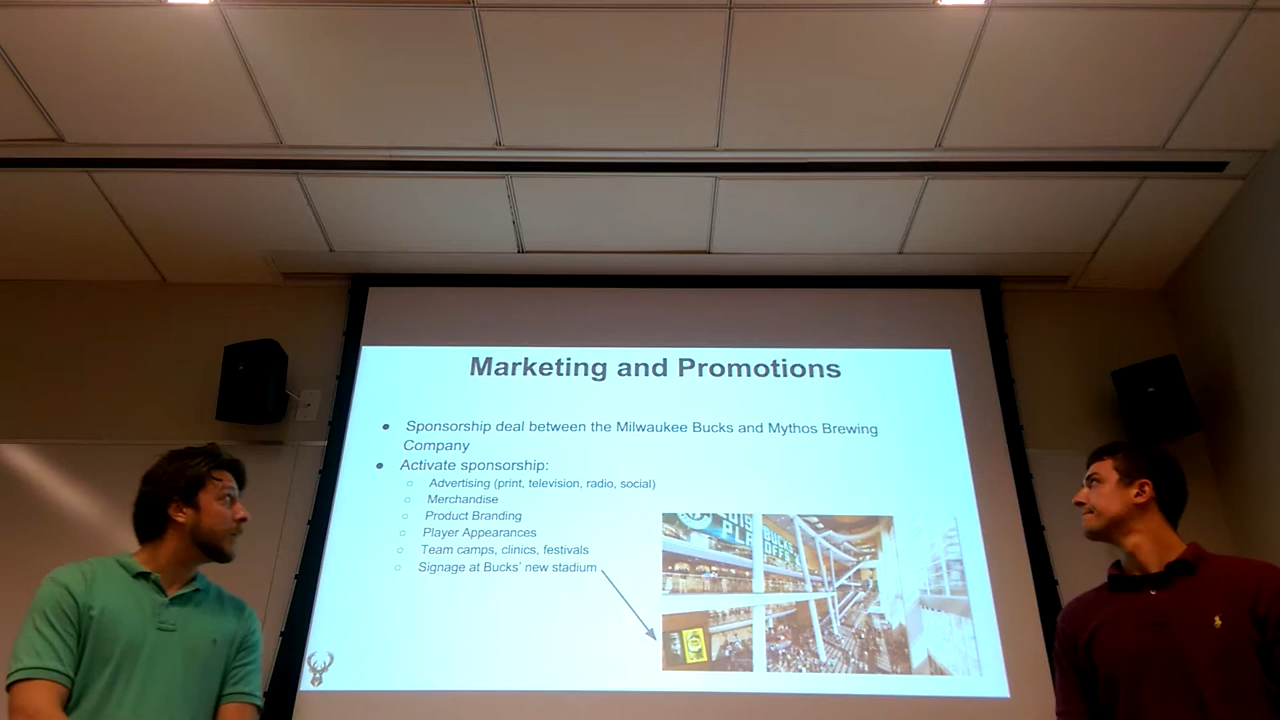 Marketing and Promotions
Sponsorship deal between the Milwaukee Bucks and Mythos Brewing
Company
Activate sponsorship:
Advertising (print, television, radio, social)
Merchandise
Product Branding
Player Appearances
Team camps, clinics, festivals
Signage at Bucks' new stadium
BUCKS